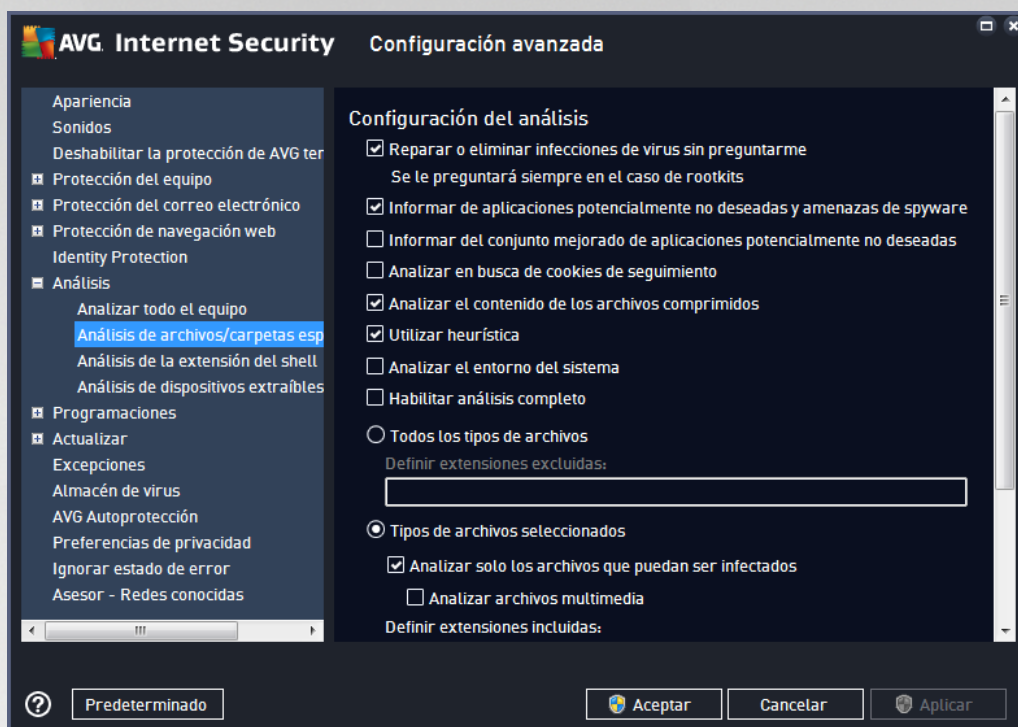 AVG. Internet Security
Configuración avanzada
Apariencia
Sonidos
Deshabilitar la protección de AVG ter
Protección del equipo
Protección del correo electrónico
Protección de navegación web
Identity Protection
Análisis
Analizar todo el equipo
Análisis de archivos/carpetas esp
Análisis de la extensión del shell
Análisis de dispositivos extraíbles
Programaciones
Actualizar
Excepciones
Almacén de virus
AVG Autoprotección
Preferencias de privacidad
Ignorar estado de error
Asesor - Redes conocidas
Configuración del análisis
Reparar o eliminar infecciones de virus sin preguntarme
Se le preguntará siempre en el caso de rootkits
Informar de aplicaciones potencialmente no deseadas y amenazas de spyware
Informar del conjunto mejorado de aplicaciones potencialmente no deseadas
Analizar en busca de cookies de seguimiento
Analizar el contenido de los archivos comprimidos
Utilizar heurística
Analizar el entorno del sistema
Habilitar análisis completo
Todos los tipos de archivos
Definir extensiones excluidas:
Tipos de archivos seleccionados
Analizar solo los archivos que puedan ser infectados
Analizar archivos multimedia
Definir extensiones incluidas:
Predeterminado
Aceptar
Cancelar
Aplicar